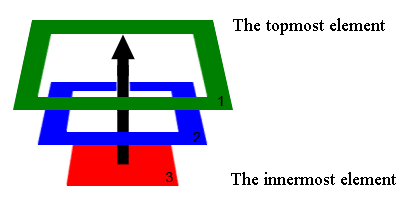 The topmost element
1
2
3
The innermost element